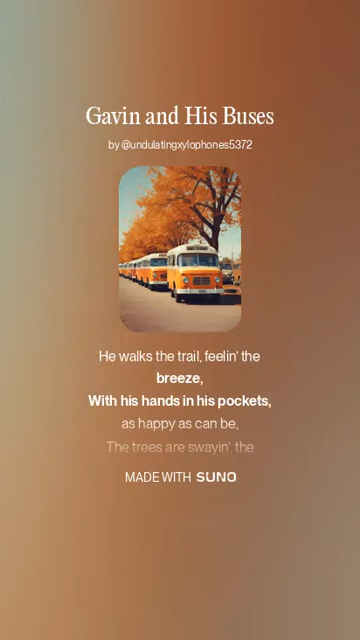 Gavin and His Buses
by @undulatingxylophones5372
He walks the trail, feelin' the
breeze,
With his hands in his pockets,
as happy as can be,
The trees are swayin', the
MADE WITH SUNO